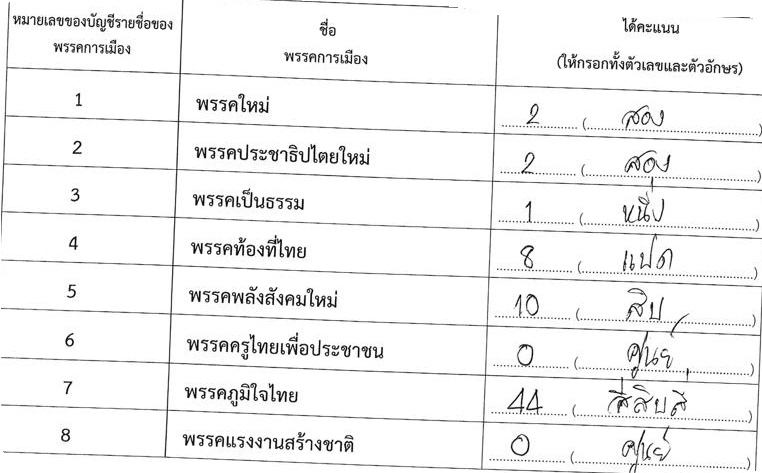 หมายเลขของบัญชีรายชื่อของพรรคการเมือง ชื่อพรรคการเมือง ได้คะแนน (ให้กรอกทั้งตัวเลขและตัวอักษร)
1 พรรคใหม่ 2 (สอง)
2 พรรคประชาธิปไตยใหม่ 2 (สอง)
3 พรรคเป็นธรรม 1 (หนึ่ง)
4 พรรคท้องที่ไทย 8 (แปด)
5 พรรคพลังสังคมใหม่ 10 (สิบ)
6 พรรคครูไทยเพื่อประชาชน 0 (ศูนย์)
7 พรรคภูมิใจไทย 44 (สี่สิบสี่)
8 พรรคแรงงานสร้างชาติ 0 (ศูนย์)